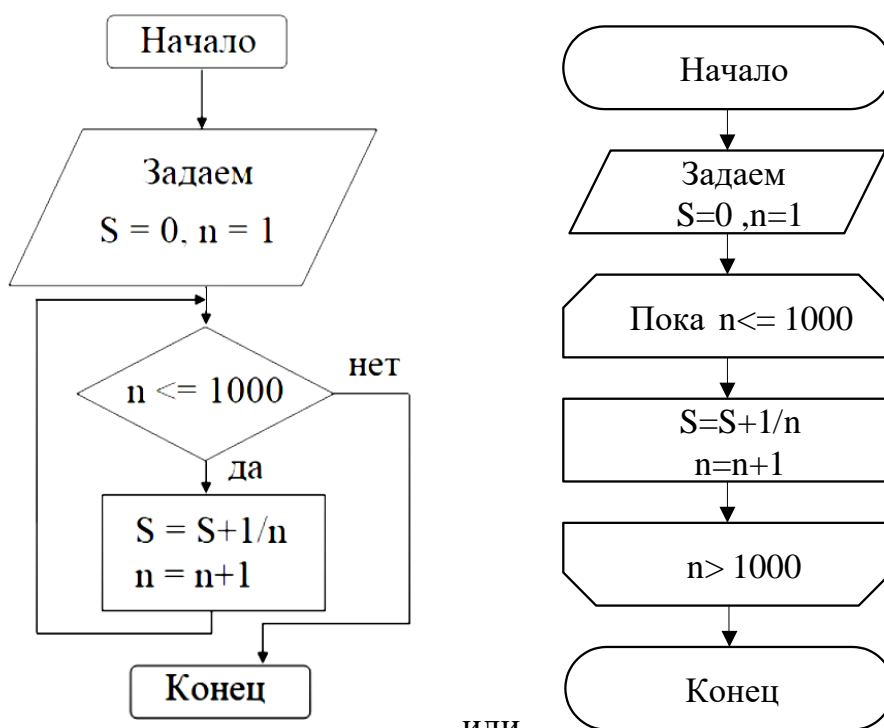 Начало
Задаем
S = 0, n = 1
n <= 1000
нет
да
S = S+1/n
n = n+1
Конец
или
Начало
Задаем
S=0 ,n=1
Пока n<= 1000
S=S+1/n
n=n+1
n> 1000
Конец